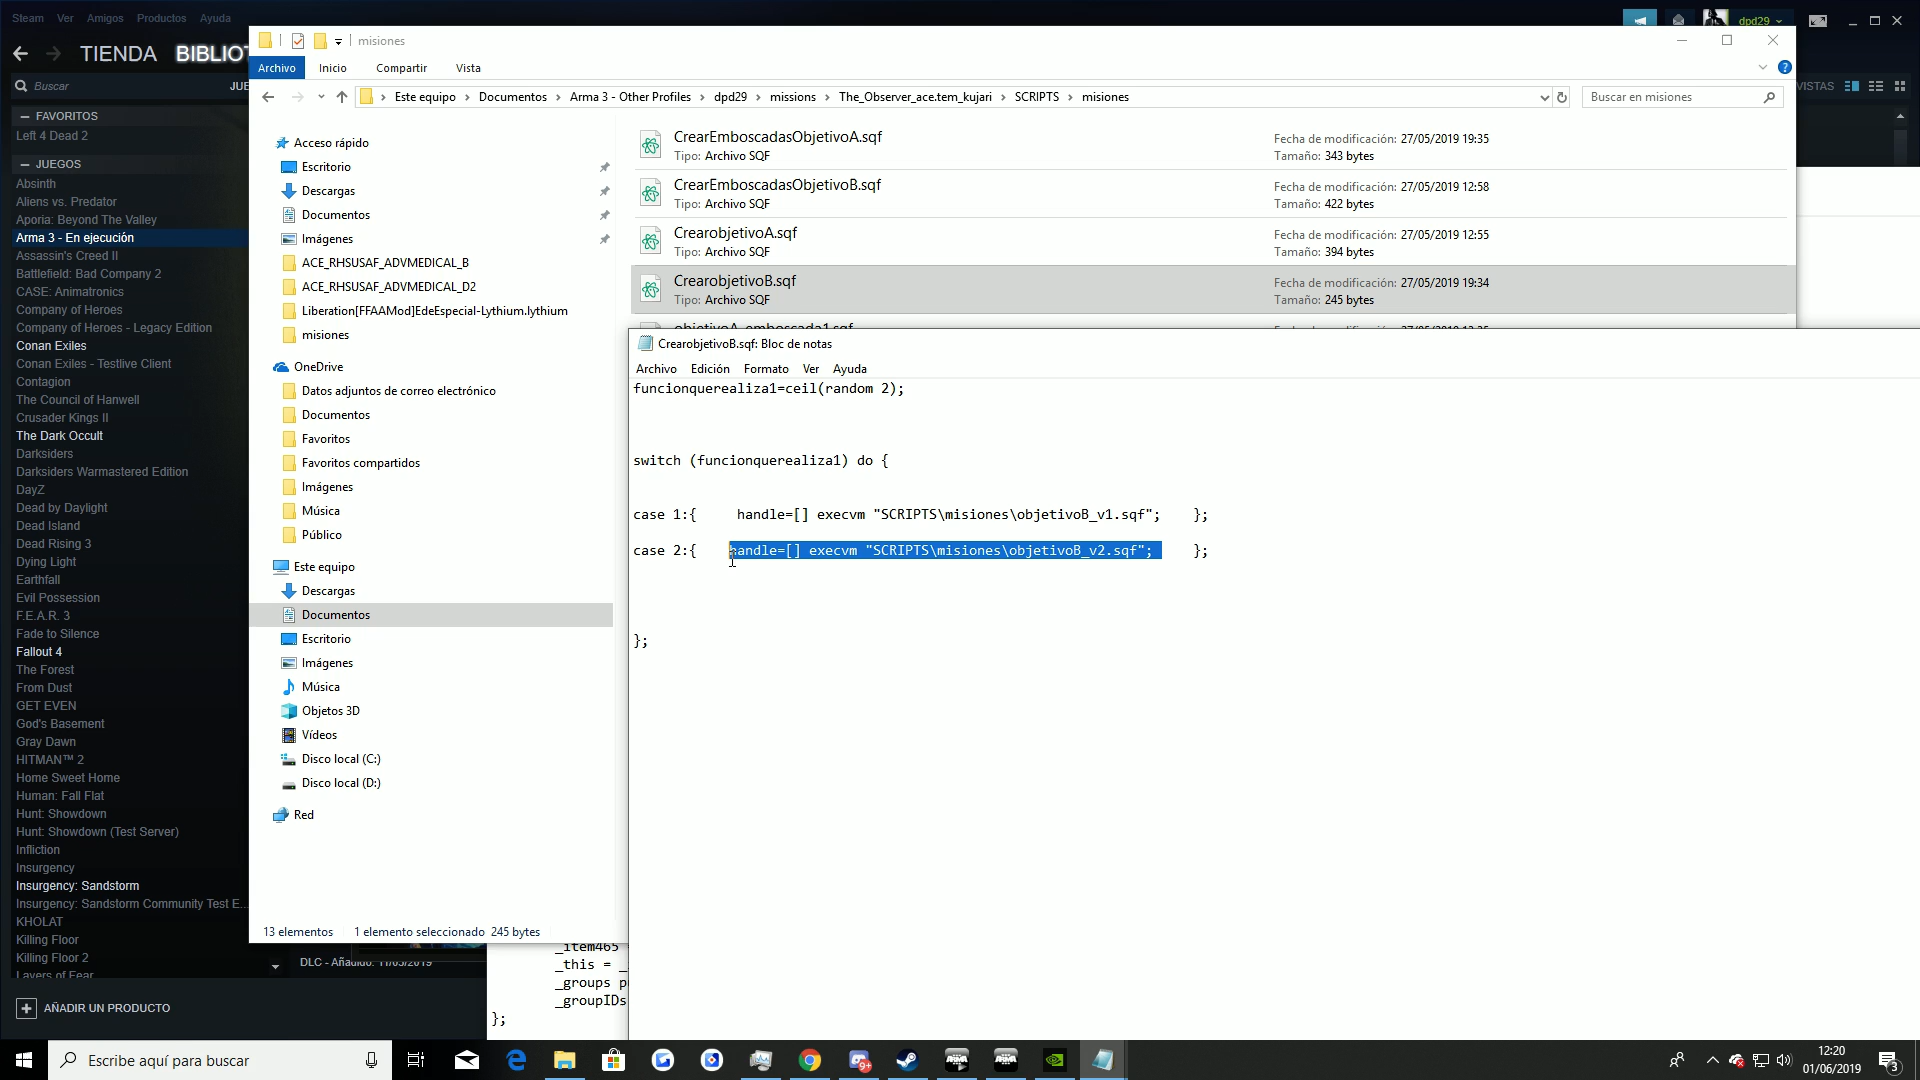 Steam Ver Amigos Productos Ayuda
dpd29
TIENDA BIBLIOT
Buscar JUE
VISTAS
FAVORITOS
Left 4 Dead 2
JUEGOS
Absinth
Aliens vs. Predator
Aporia: Beyond The Valley
Arma 3 - En ejecución
Assassin's Creed II
Battlefield: Bad Company 2
CASE: Animatronics
Company of Heroes
Company of Heroes - Legacy Edition
Conan Exiles
Conan Exiles - Testlive Client
Contagion
The Council of Hanwell
Crusader Kings II
The Dark Occult
Darksiders
Darksiders Warmastered Edition
DayZ
Dead by Daylight
Dead Island
Dead Rising 3
Dying Light
Earthfall
Evil Possession
F.E.A.R. 3
Fade to Silence
Fallout 4
The Forest
From Dust
GET EVEN
God's Basement
Gray Dawn
HITMAN™ 2
Home Sweet Home
Human: Fall Flat
Hunt: Showdown
Hunt: Showdown (Test Server)
Infliction
Insurgency
Insurgency: Sandstorm
Insurgency: Sandstorm Community Test E...
KHOLAT
Killing Floor
Killing Floor 2
Layers of Fear
AÑADIR UN PRODUCTO
DLC - Añadido: 11/05/2019
misiones
Archivo Inicio Compartir Vista
Este equipo > Documentos > Arma 3 - Other Profiles > dpd29 > missions > The_Observer_ace.tem_kujari > SCRIPTS > misiones
Buscar en misiones
Acceso rápido
Escritorio
Descargas
Documentos
Imágenes
ACE_RHSUSAF_ADVMEDICAL_B
ACE_RHSUSAF_ADVMEDICAL_D2
Liberation[FFAAMod]EdeEspecial-Lythium.lythium
misiones
OneDrive
Datos adjuntos de correo electrónico
Documentos
Favoritos
Favoritos compartidos
Imágenes
Música
Público
Este equipo
Descargas
Documentos
Escritorio
Imágenes
Música
Objetos 3D
Vídeos
Disco local (C:)
Disco local (D:)
Red
13 elementos 1 elemento seleccionado 245 bytes
CrearEmboscadasObjetivoA.sqf
Tipo: Archivo SQF
Fecha de modificación: 27/05/2019 19:35
Tamaño: 343 bytes
CrearEmboscadasObjetivoB.sqf
Tipo: Archivo SQF
Fecha de modificación: 27/05/2019 12:58
Tamaño: 422 bytes
CrearobjetivoA.sqf
Tipo: Archivo SQF
Fecha de modificación: 27/05/2019 12:55
Tamaño: 394 bytes
CrearobjetivoB.sqf
Tipo: Archivo SQF
Fecha de modificación: 27/05/2019 19:34
Tamaño: 245 bytes
objetivoA_emboscada1.sqf
CrearobjetivoB.sqf: Bloc de notas
Archivo Edición Formato Ver Ayuda
funcionquerealiza1=ceil(random 2);
switch (funcionquerealiza1) do {
case 1:{ handle=[] execvm "SCRIPTS\misiones\objetivoB_v1.sqf"; };
case 2:{ handle=[] execvm "SCRIPTS\misiones\objetivoB_v2.sqf"; };
};
_item465 =
_this = _
_groups p
_groupIDs
};
Escribe aquí para buscar
12:20
01/06/2019
3